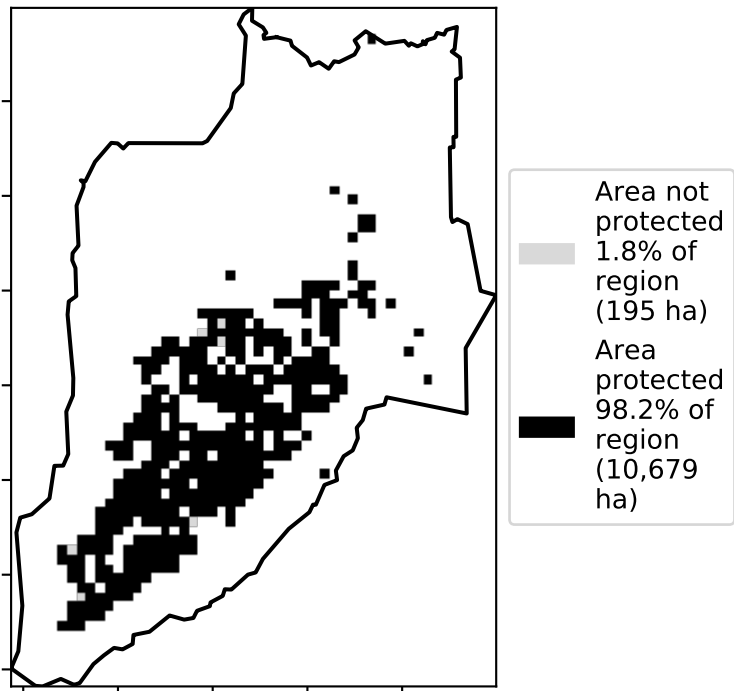 Area not
protected
1.8% of
region
(195 ha)
Area
protected
98.2% of
region
(10,679
ha)